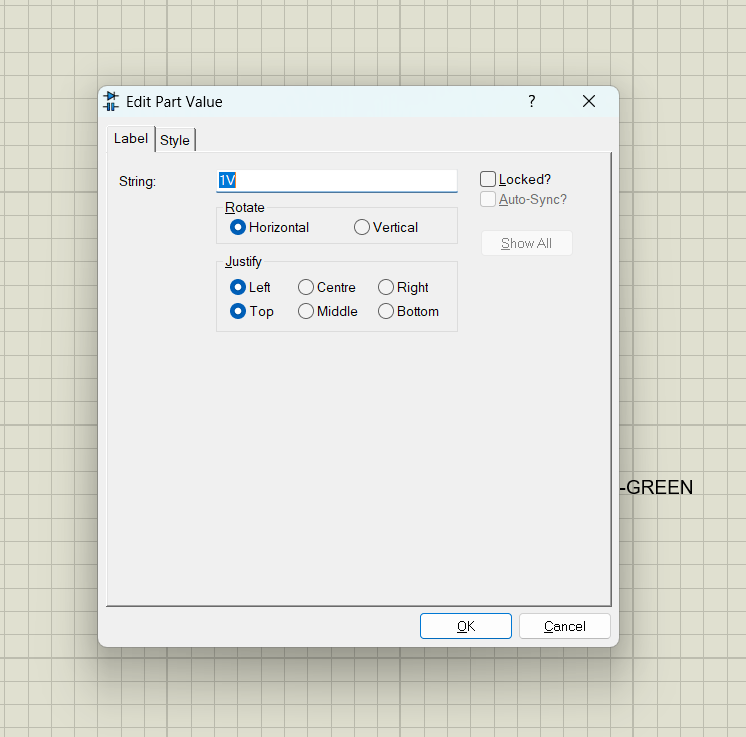 Edit Part Value ?
Label Style
String: 1V Locked?
Auto-Sync?
Rotate
Horizontal Vertical
Show All
Justify
Left Centre Right
Top Middle Bottom
-GREEN
OK Cancel